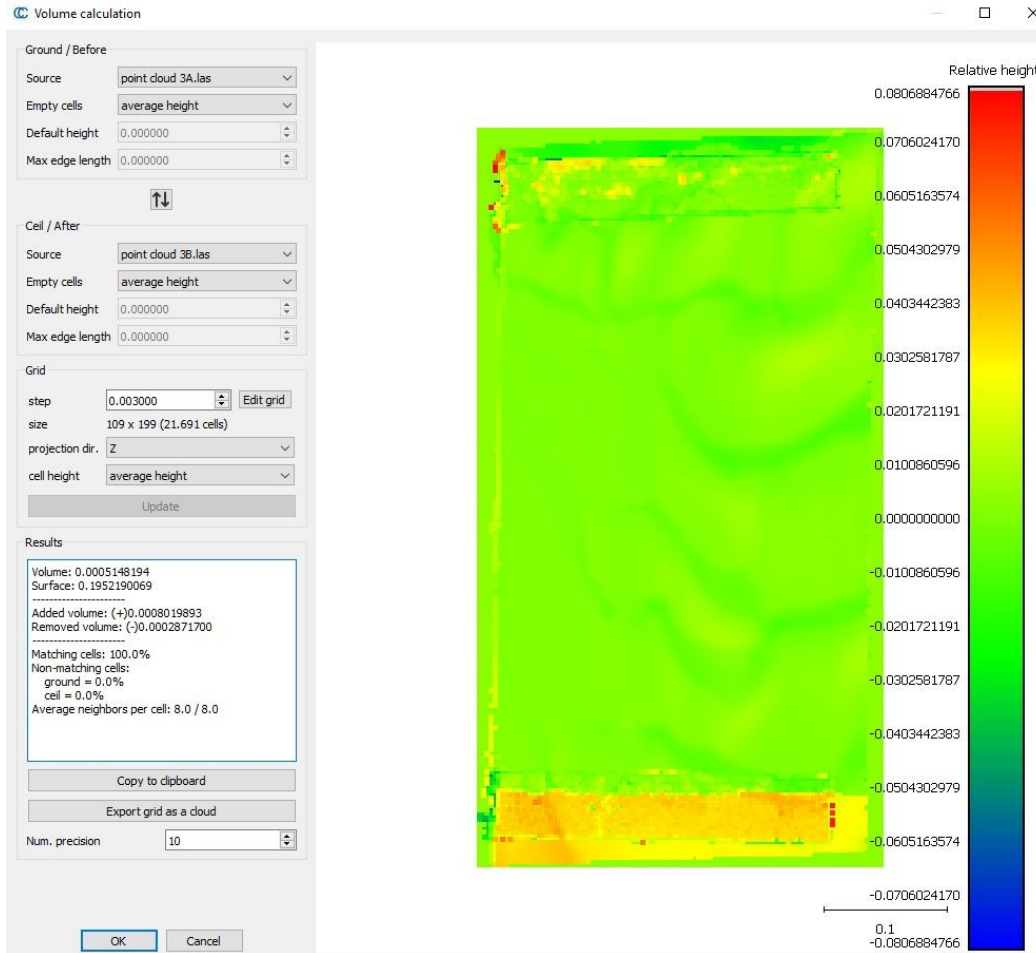 Volume calculation
Ground / Before
Source point cloud 3A.las
Empty cells average height
Default height 0.000000
Max edge length 0.000000
Ceil / After
Source point cloud 3B.las
Empty cells average height
Default height 0.000000
Max edge length 0.000000
Grid
step 0.003000 Edit grid
size 109 x 199 (21.691 cells)
projection dir. Z
cell height average height
Update
Results
Volume: 0.0005148194
Surface: 0.1952190069
----------------------
Added volume: (+)0.0008019893
Removed volume: (-)0.0002871700
----------------------
Matching cells: 100.0%
Non-matching cells:
ground = 0.0%
ceil = 0.0%
Average neighbors per cell: 8.0 / 8.0
Copy to clipboard
Export grid as a cloud
Num. precision 10
OK Cancel
Relative height
0.0806884766
0.0706024170
0.0605163574
0.0504302979
0.0403442383
0.0302581787
0.0201721191
0.0100860596
0.0000000000
-0.0100860596
-0.0201721191
-0.0302581787
-0.0403442383
-0.0504302979
-0.0605163574
-0.0706024170
0.1
-0.0806884766